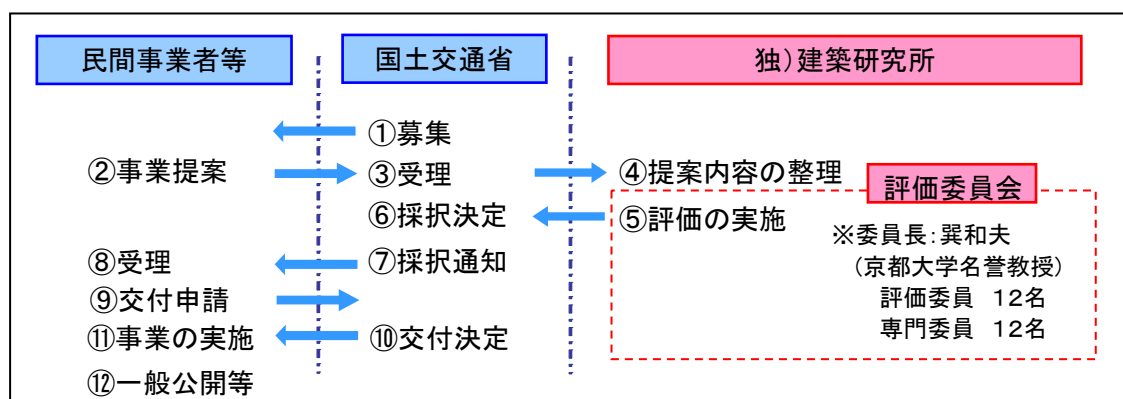 民間事業者等 国土交通省 独)建築研究所
①募集
②事業提案 ③受理 ④提案内容の整理
評価委員会
⑥採択決定 ⑤評価の実施
※委員長:巽和夫
(京都大学名誉教授)
評価委員 12名
専門委員 12名
⑧受理 ⑦採択通知
⑨交付申請
⑪事業の実施 ⑩交付決定
⑫一般公開等